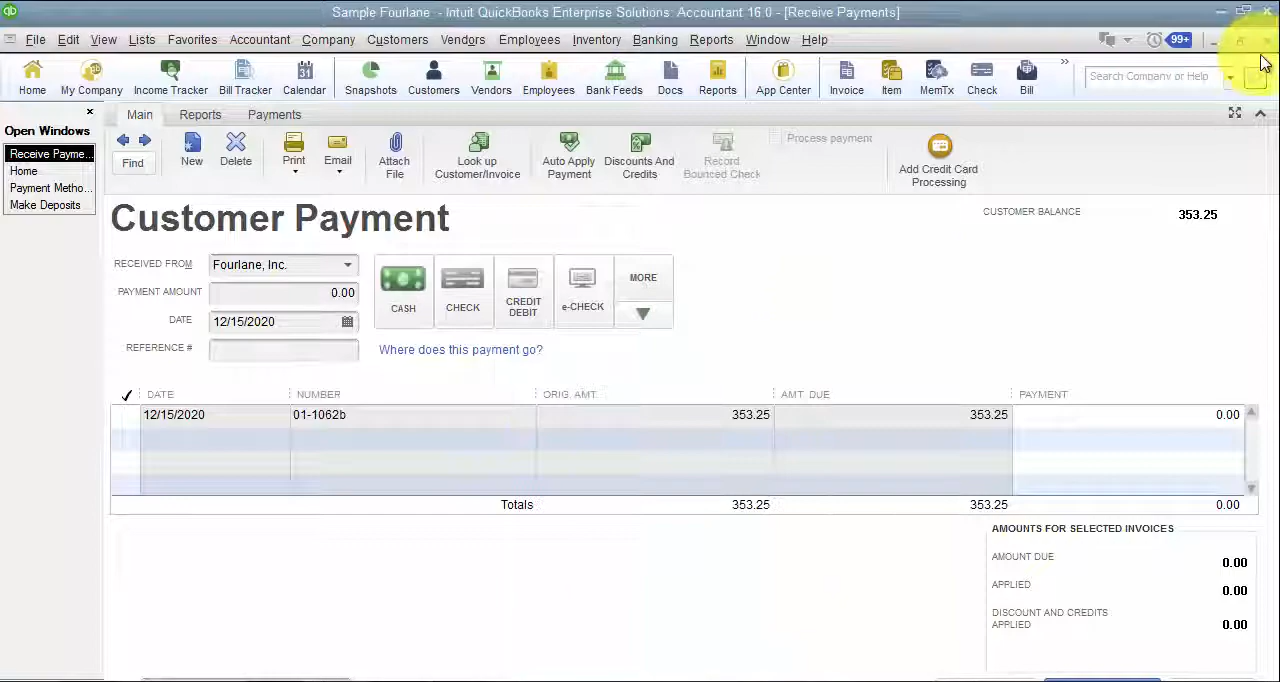 qb Sample Fourlane - Intuit QuickBooks Enterprise Solutions: Accountant 16.0 - [Receive Payments]
File Edit View Lists Favorites Accountant Company Customers Vendors Employees Inventory Banking Reports Window Help 99+
Home My Company Income Tracker Bill Tracker Calendar Snapshots Customers Vendors Employees Bank Feeds Docs Reports App Center Invoice Item MemTx Check Bill Search Company or Help
Open Windows
Receive Payme...
Home
Payment Metho...
Make Deposits
Main Reports Payments
Find New Delete Print Email Attach File Look up Customer/Invoice Auto Apply Payment Discounts And Credits Record Bounced Check Process payment Add Credit Card Processing
Customer Payment
CUSTOMER BALANCE 353.25
RECEIVED FROM Fourlane, Inc.
PAYMENT AMOUNT 0.00
DATE 12/15/2020
REFERENCE #
CASH CHECK CREDIT DEBIT e-CHECK MORE
Where does this payment go?
DATE NUMBER ORIG. AMT. AMT. DUE PAYMENT
12/15/2020 01-1062b 353.25 353.25 0.00
Totals 353.25 353.25 0.00
AMOUNTS FOR SELECTED INVOICES
AMOUNT DUE 0.00
APPLIED 0.00
DISCOUNT AND CREDITS APPLIED 0.00